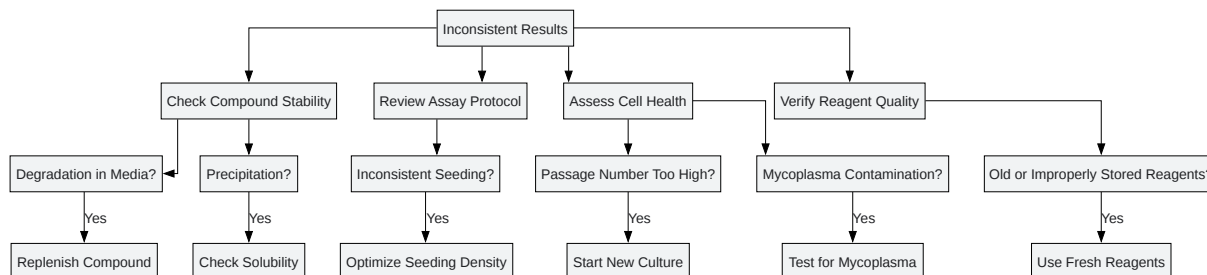 Inconsistent Results
Check Compound Stability
Review Assay Protocol
Assess Cell Health
Verify Reagent Quality
Degradation in Media?
Precipitation?
Inconsistent Seeding?
Passage Number Too High?
Mycoplasma Contamination?
Old or Improperly Stored Reagents?
Yes
Yes
Yes
Yes
Yes
Yes
Replenish Compound
Check Solubility
Optimize Seeding Density
Start New Culture
Test for Mycoplasma
Use Fresh Reagents